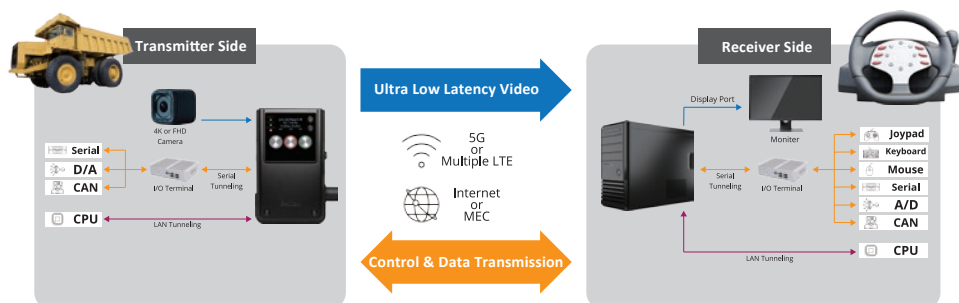 Transmitter Side
4K or FHD
Camera
Serial
D/A
CAN
I/O Terminal
Serial
Tunneling
CPU
LAN Tunneling
Ultra Low Latency Video
5G
or
Multiple LTE
Internet
or
MEC
Control & Data Transmission
Receiver Side
Display Port
Moniter
Serial
Tunneling
I/O Terminal
Joypad
Keyboard
Mouse
Serial
A/D
CAN
CPU
LAN Tunneling